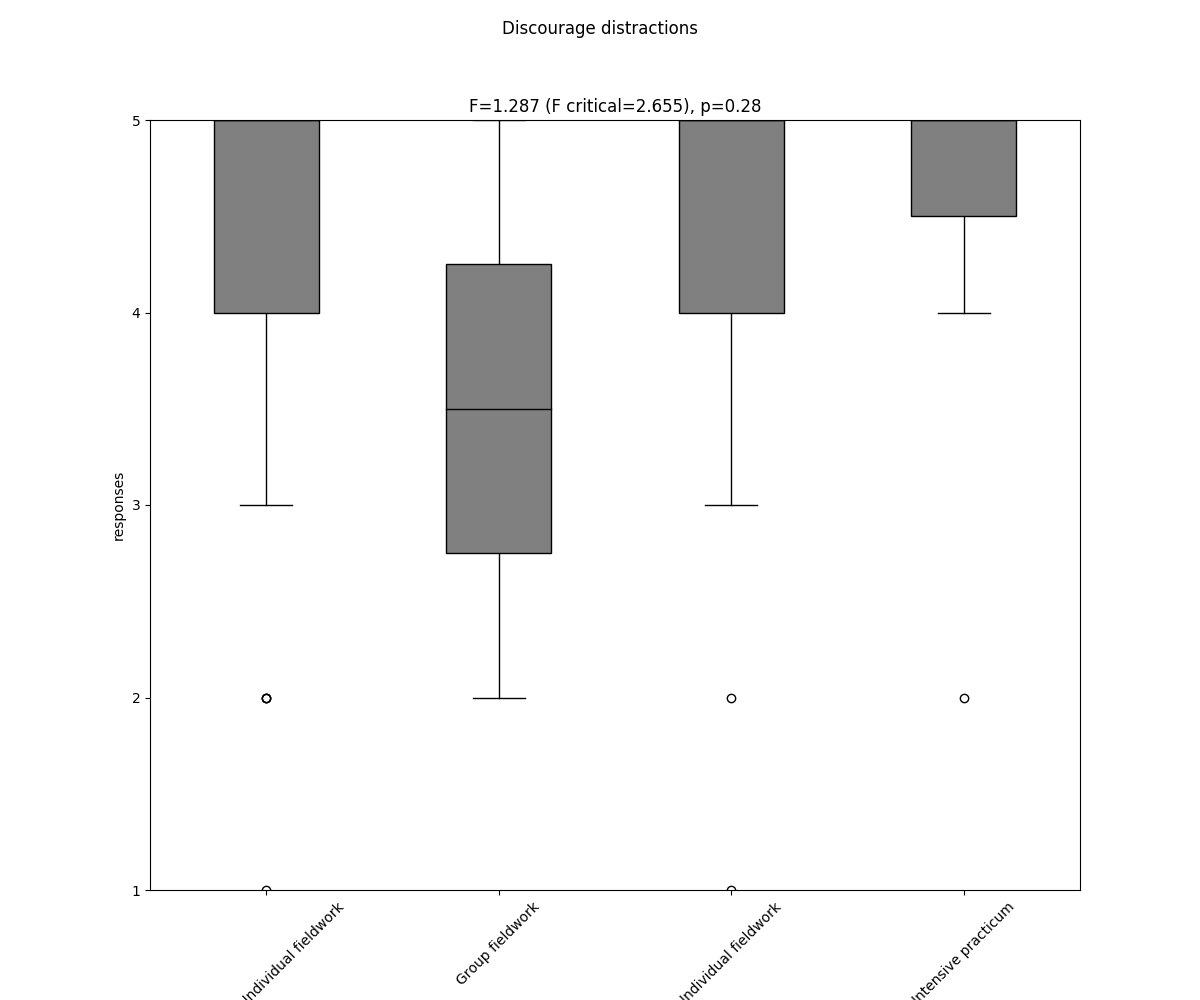 Discourage distractions
F=1.287 (F critical=2.655), p=0.28
5
4
3
2
1
responses
Individual fieldwork
Group fieldwork
Individual fieldwork
Intensive practicum